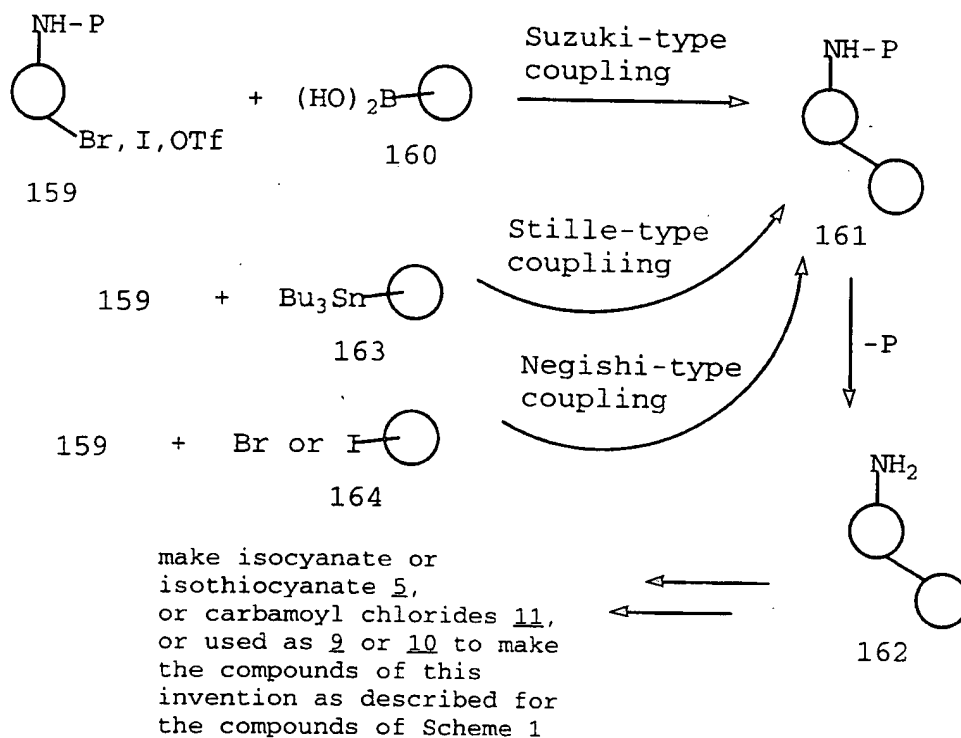 NH-P
Br, I, OTf
159
+
(HO)2B
160
Suzuki-type
coupling
NH-P
161
159 + Bu3Sn
163
Stille-type
coupliing
159 + Br or I
164
Negishi-type
coupling
-P
NH2
162
make isocyanate or
isothiocyanate 5,
or carbamoyl chlorides 11,
or used as 9 or 10 to make
the compounds of this
invention as described for
the compounds of Scheme 1